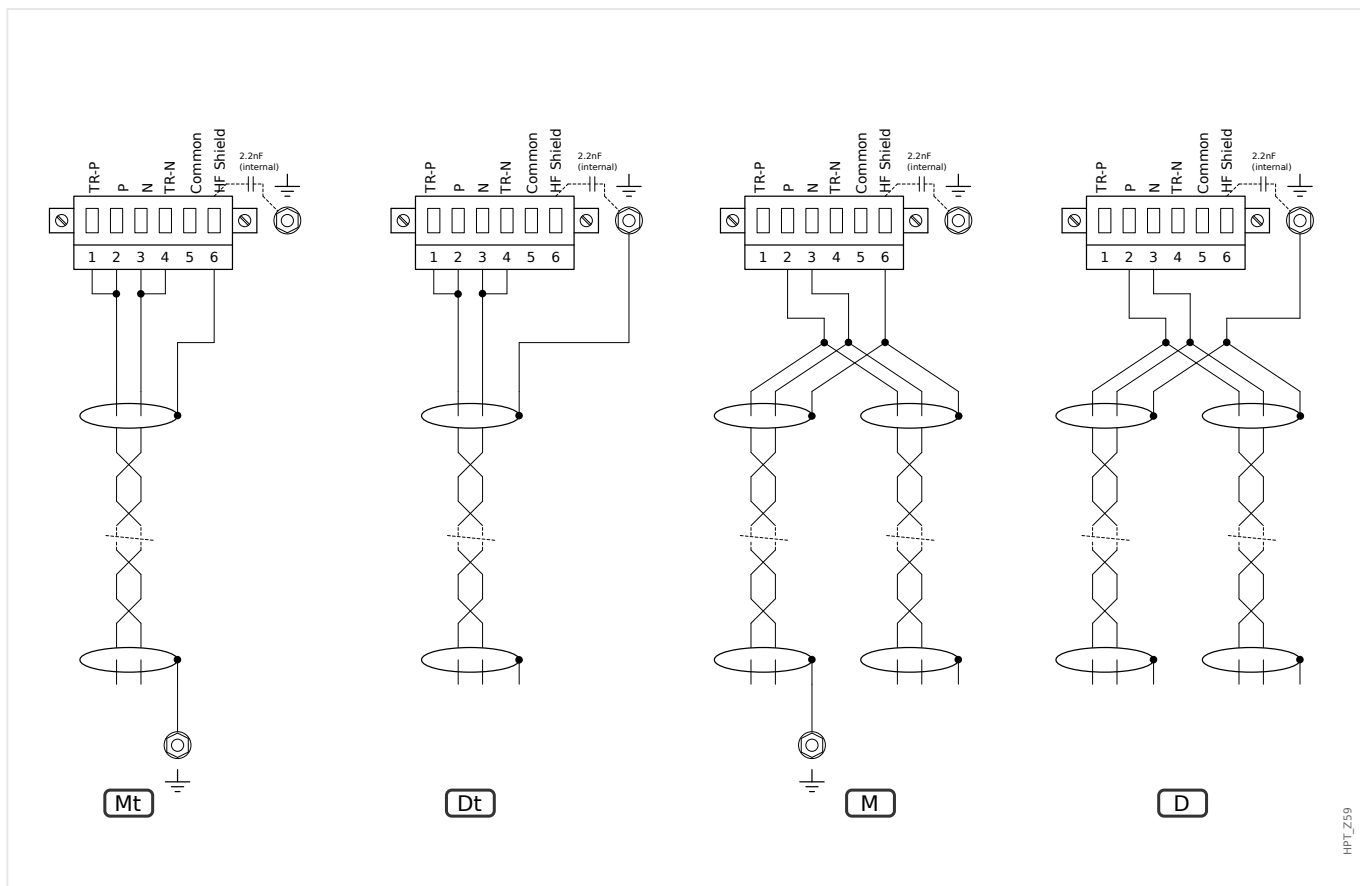 TR-P
P
N
TR-N
Common
HF Shield
2.2nF
(internal)
1 2 3 4 5 6
TR-P
P
N
TR-N
Common
HF Shield
2.2nF
(internal)
1 2 3 4 5 6
TR-P
P
N
TR-N
Common
HF Shield
2.2nF
(internal)
1 2 3 4 5 6
TR-P
P
N
TR-N
Common
HF Shield
2.2nF
(internal)
1 2 3 4 5 6
Mt
Dt
M
D
HPT_Z59